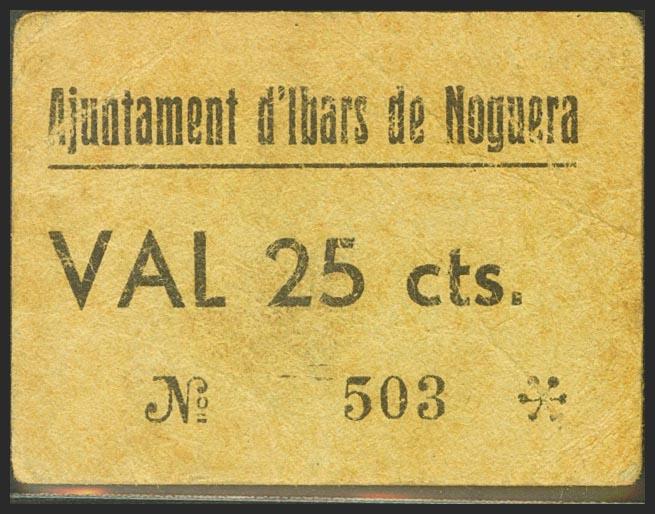 Ajuntament d'Ibars de Noguera
VAL 25 cts.
Nº 503